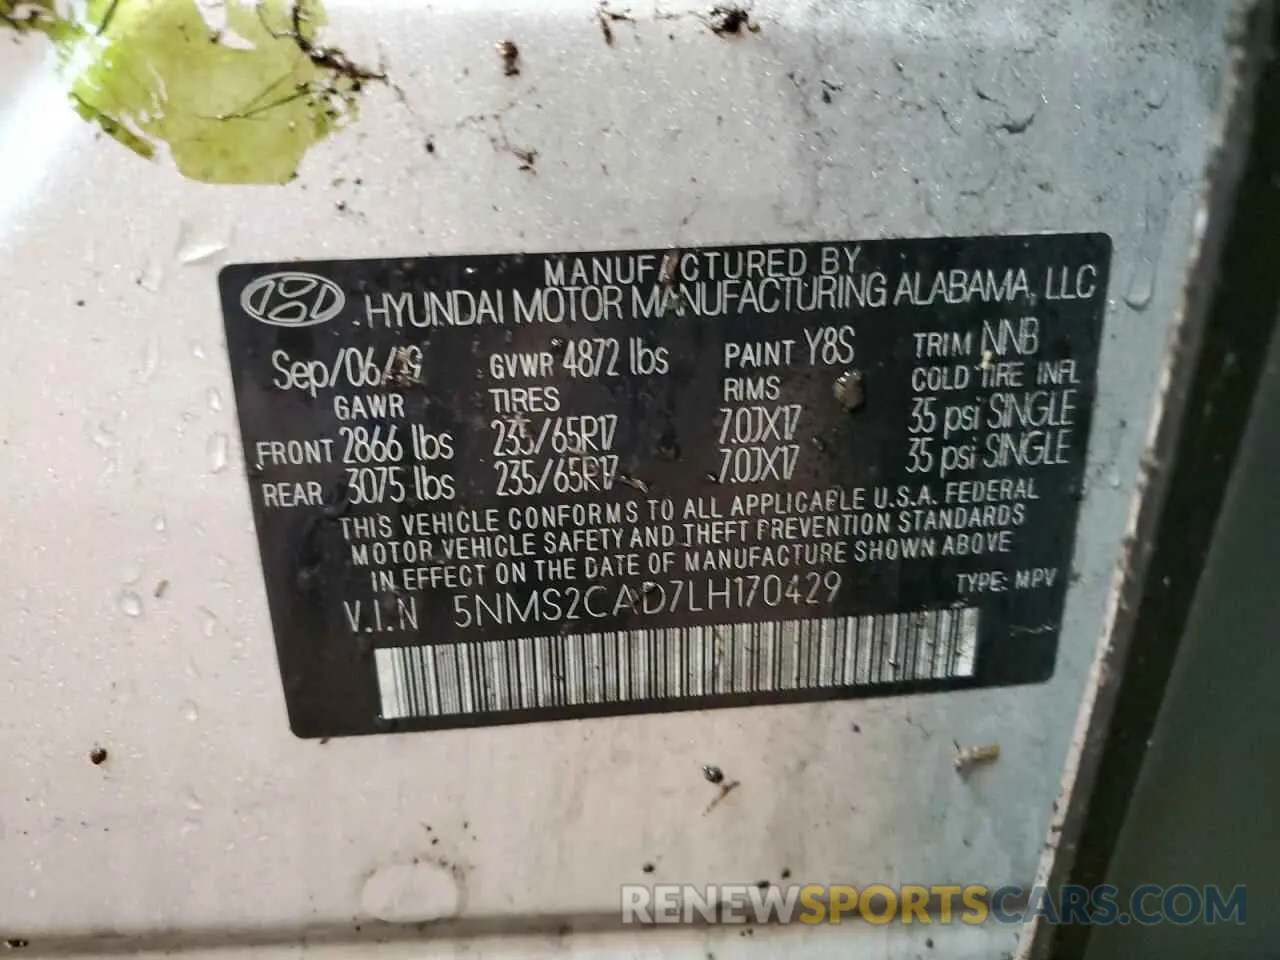 MANUFACTURED BY
HYUNDAI MOTOR MANUFACTURING ALABAMA, LLC
Sep/06/19 GVWR 4872 lbs PAINT Y8S TRIM NNB
GAWR TIRES RIMS COLD TIRE INFL
FRONT 2866 lbs 235/65R17 7.0JX17 35 psi SINGLE
REAR 3075 lbs 235/65R17 7.0JX17 35 psi SINGLE
THIS VEHICLE CONFORMS TO ALL APPLICABLE U.S.A. FEDERAL
MOTOR VEHICLE SAFETY AND THEFT PREVENTION STANDARDS
IN EFFECT ON THE DATE OF MANUFACTURE SHOWN ABOVE
V.I.N 5NMS2CAD7LH170429 TYPE: MPV
RENEWSPORTSCARS.COM